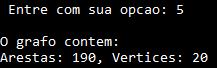 Entre com sua opcao: 5
O grafo contem:
Arestas: 190, Vertices: 20